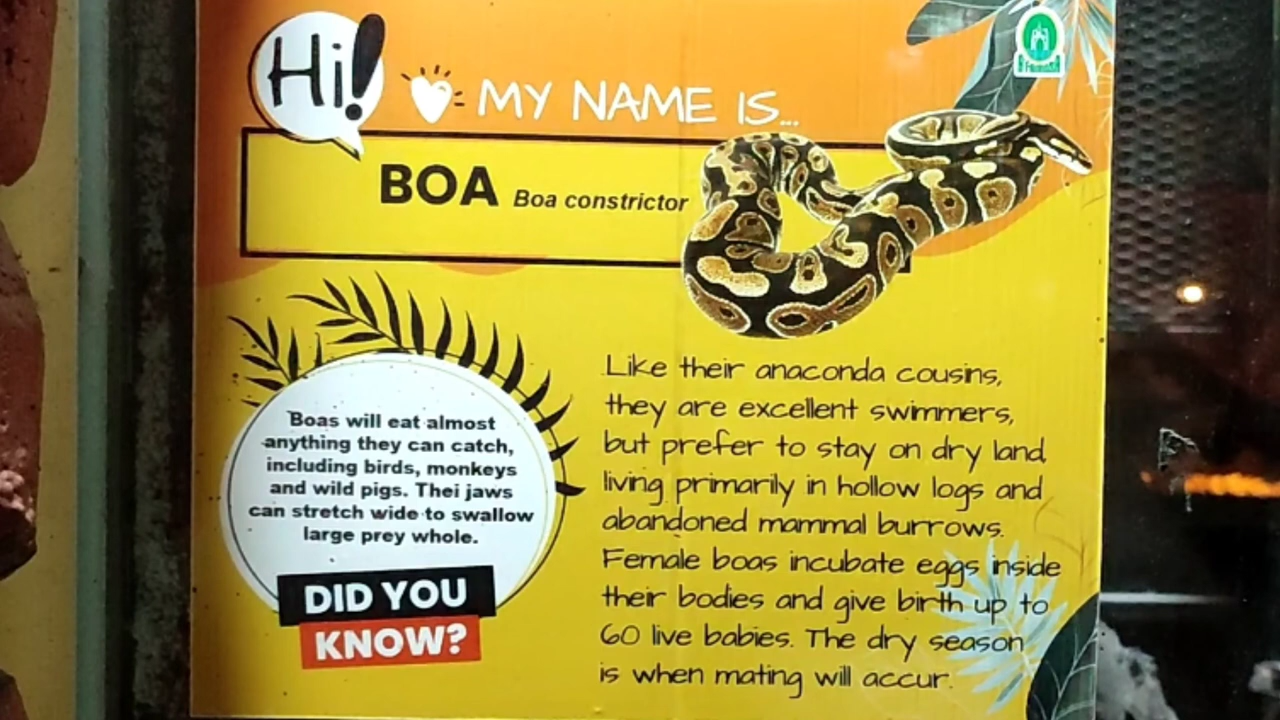 Hi!
MY NAME IS...
BOA Boa constrictor
Boas will eat almost
anything they can catch,
including birds, monkeys
and wild pigs. Thei jaws
can stretch wide to swallow
large prey whole.
DID YOU
KNOW?
Like their anaconda cousins,
they are excellent swimmers,
but prefer to stay on dry land,
living primarily in hollow logs and
abandoned mammal burrows.
Female boas incubate eggs inside
their bodies and give birth up to
60 live babies. The dry season
is when mating will accur.